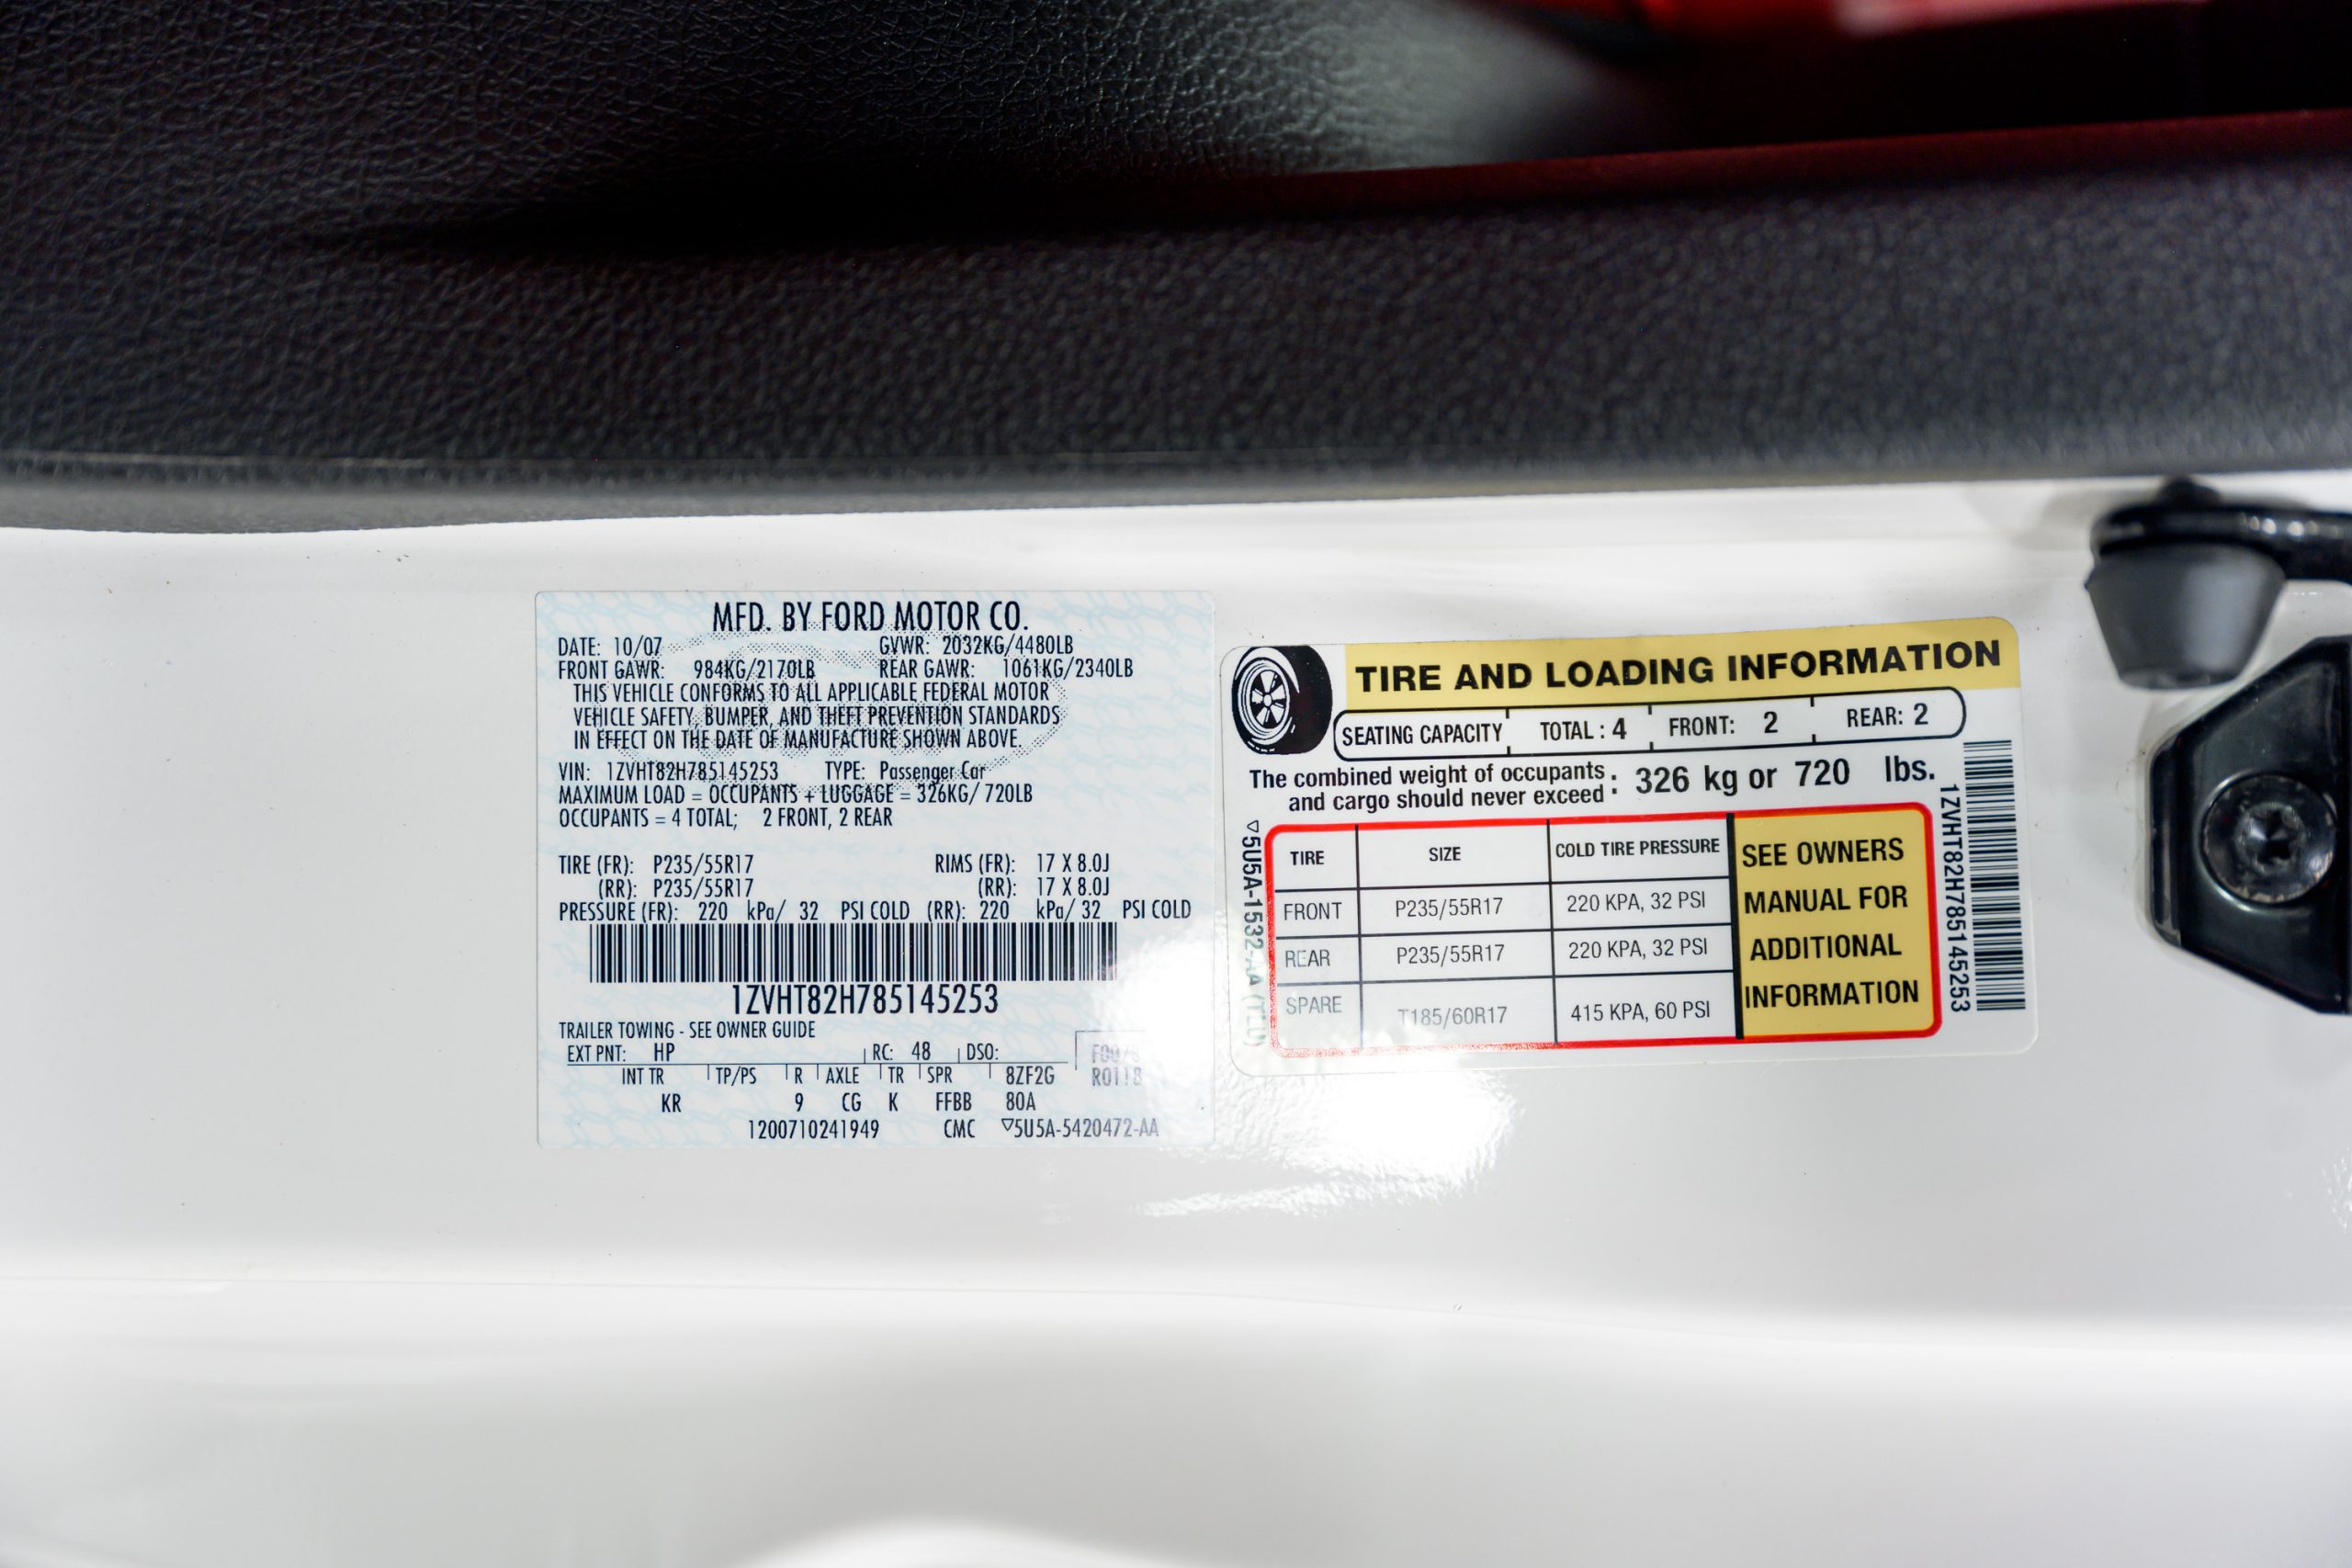 MFD. BY FORD MOTOR CO.
DATE: 10/07 GVWR: 2032KG/4480LB
FRONT GAWR: 984KG/2170LB REAR GAWR: 1061KG/2340LB
THIS VEHICLE CONFORMS TO ALL APPLICABLE FEDERAL MOTOR
VEHICLE SAFETY, BUMPER, AND THEFT PREVENTION STANDARDS
IN EFFECT ON THE DATE OF MANUFACTURE SHOWN ABOVE.
VIN: 1ZVHT82H785145253 TYPE: Passenger Car
MAXIMUM LOAD = OCCUPANTS + LUGGAGE = 326KG/ 720LB
OCCUPANTS = 4 TOTAL; 2 FRONT, 2 REAR
TIRE (FR): P235/55R17 RIMS (FR): 17 X 8.0J
(RR): P235/55R17 (RR): 17 X 8.0J
PRESSURE (FR): 220 kPa/ 32 PSI COLD (RR): 220 kPa/ 32 PSI COLD
1ZVHT82H785145253
TRAILER TOWING - SEE OWNER GUIDE
EXT PNT: HP RC: 48 DSO:
INT TR TP/PS R AXLE TR SPR 8ZF2G R0118
KR 9 CG K FFBB 80A
1200710241949 CMC ▽5U5A-5420472-AA
TIRE AND LOADING INFORMATION
SEATING CAPACITY TOTAL : 4 FRONT: 2 REAR: 2
The combined weight of occupants
and cargo should never exceed : 326 kg or 720 lbs.
TIRE SIZE COLD TIRE PRESSURE
FRONT P235/55R17 220 KPA, 32 PSI
REAR P235/55R17 220 KPA, 32 PSI
SPARE T185/60R17 415 KPA, 60 PSI
SEE OWNERS
MANUAL FOR
ADDITIONAL
INFORMATION
▽5U5A-1532-AA
1ZVHT82H785145253